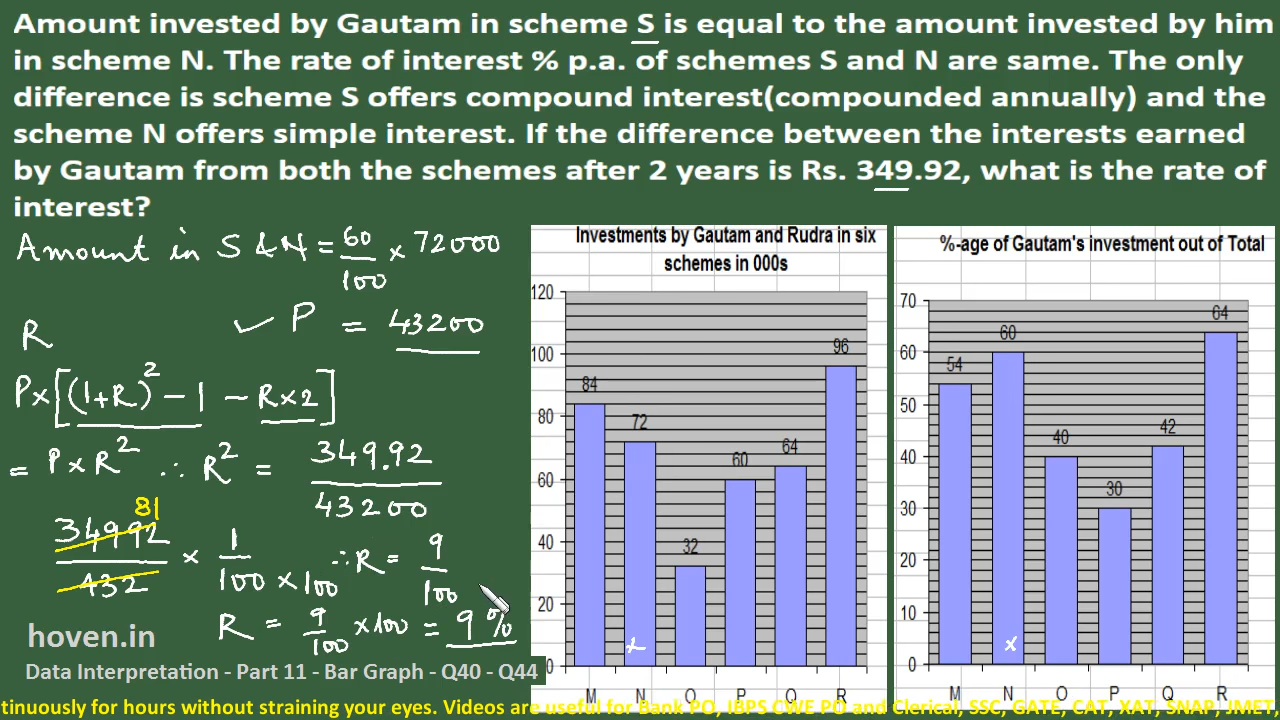 Amount invested by Gautam in scheme S is equal to the amount invested by him
in scheme N. The rate of interest % p.a. of schemes S and N are same. The only
difference is scheme S offers compound interest(compounded annually) and the
scheme N offers simple interest. If the difference between the interests earned
by Gautam from both the schemes after 2 years is Rs. 349.92, what is the rate of
interest?
Amount in S & N = 60/100 × 72000
R ✓ P = 43200
P×[(1+R)² - 1 - R×2]
= P×R² ∴ R² = 349.92/43200
81
34992/432 × 1/100×100 ∴R = 9/100
R = 9/100 ×100 = 9%
hoven.in
Data Interpretation - Part 11 - Bar Graph - Q40 - Q44
Investments by Gautam and Rudra in six
schemes in 000s
120
100
80
60
40
20
0
84
72
32
60
64
96
M N O P Q R
%-age of Gautam's investment out of Total
70
60
50
40
30
20
10
0
54
60
40
30
42
64
M N O P Q R
x
tinuously for hours without straining your eyes. Videos are useful for Bank PO, IBPS CWE PO and Clerical, SSC, GATE, CAT, XAT, SNAP, JMET,